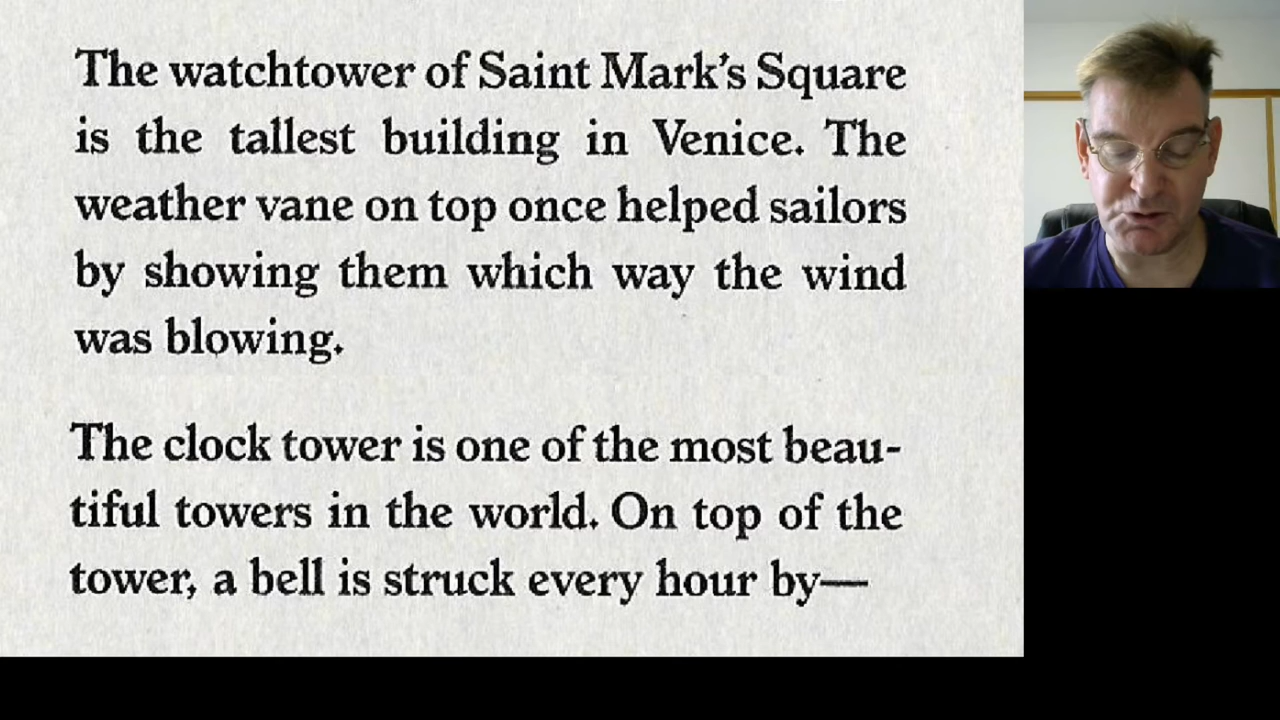 The watchtower of Saint Mark's Square
is the tallest building in Venice. The
weather vane on top once helped sailors
by showing them which way the wind
was blowing.
The clock tower is one of the most beau-
tiful towers in the world. On top of the
tower, a bell is struck every hour by—